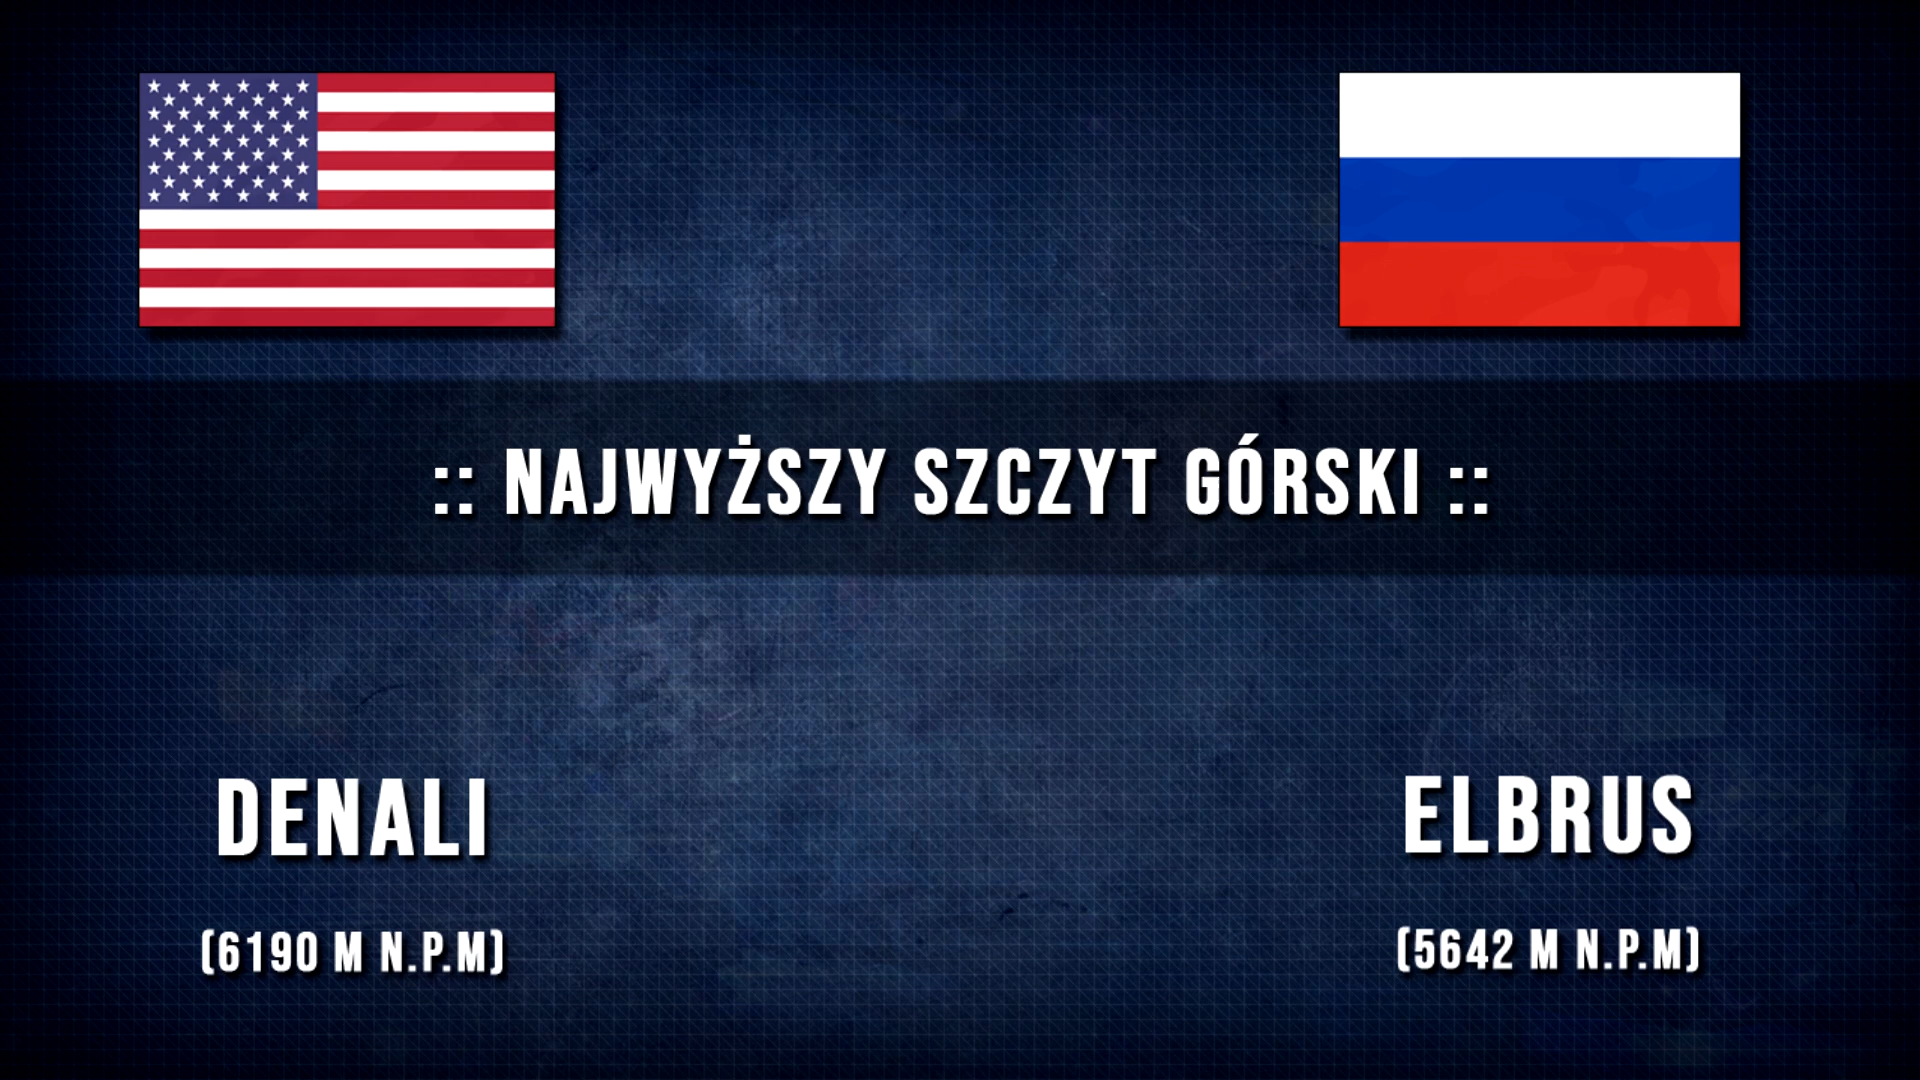 :: NAJWYŻSZY SZCZYT GÓRSKI ::
DENALI
(6190 M N.P.M)
ELBRUS
(5642 M N.P.M)